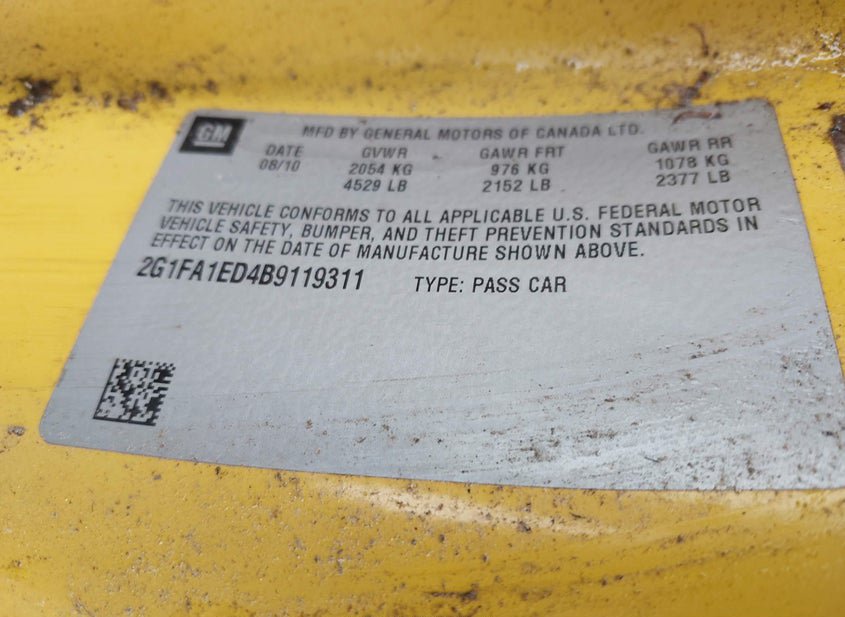 GM MFD BY GENERAL MOTORS OF CANADA LTD.
DATE GVWR GAWR FRT GAWR RR
08/10 2054 KG 976 KG 1078 KG
4529 LB 2152 LB 2377 LB
THIS VEHICLE CONFORMS TO ALL APPLICABLE U.S. FEDERAL MOTOR
VEHICLE SAFETY, BUMPER, AND THEFT PREVENTION STANDARDS IN
EFFECT ON THE DATE OF MANUFACTURE SHOWN ABOVE.
2G1FA1ED4B9119311 TYPE: PASS CAR